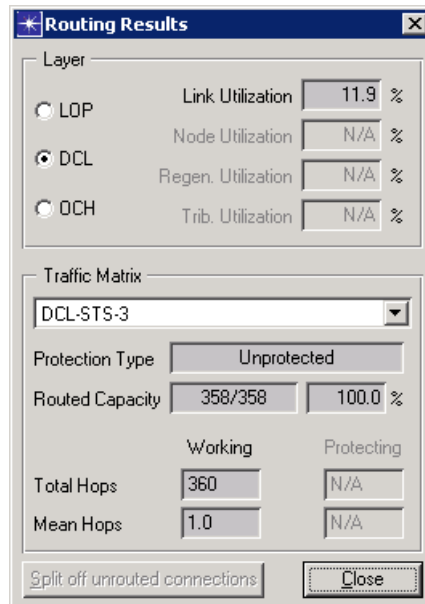 Routing Results
Layer
LOP
DCL
OCH
Link Utilization 11.9 %
Node Utilization N/A %
Regen. Utilization N/A %
Trib. Utilization N/A %
Traffic Matrix
DCL-STS-3
Protection Type Unprotected
Routed Capacity 358/358 100.0 %
Working Protecting
Total Hops 360 N/A
Mean Hops 1.0 N/A
Split off unrouted connections Close